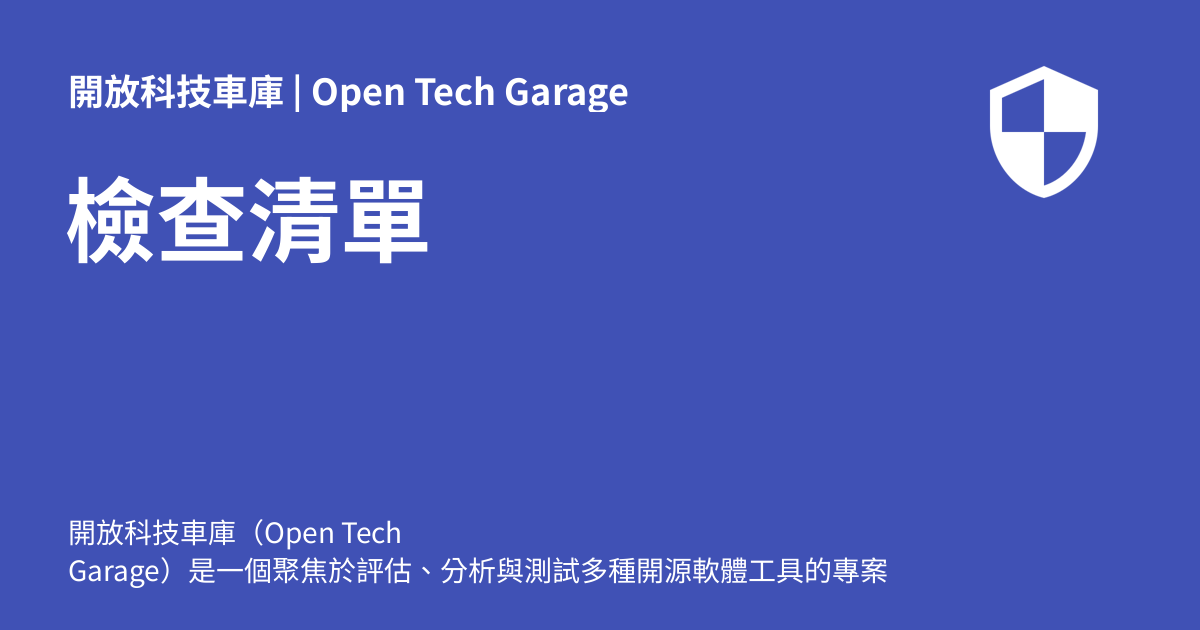 開放科技車庫 | Open Tech Garage
檢查清單
開放科技車庫（Open Tech
Garage）是一個聚焦於評估、分析與測試多種開源軟體工具的專案